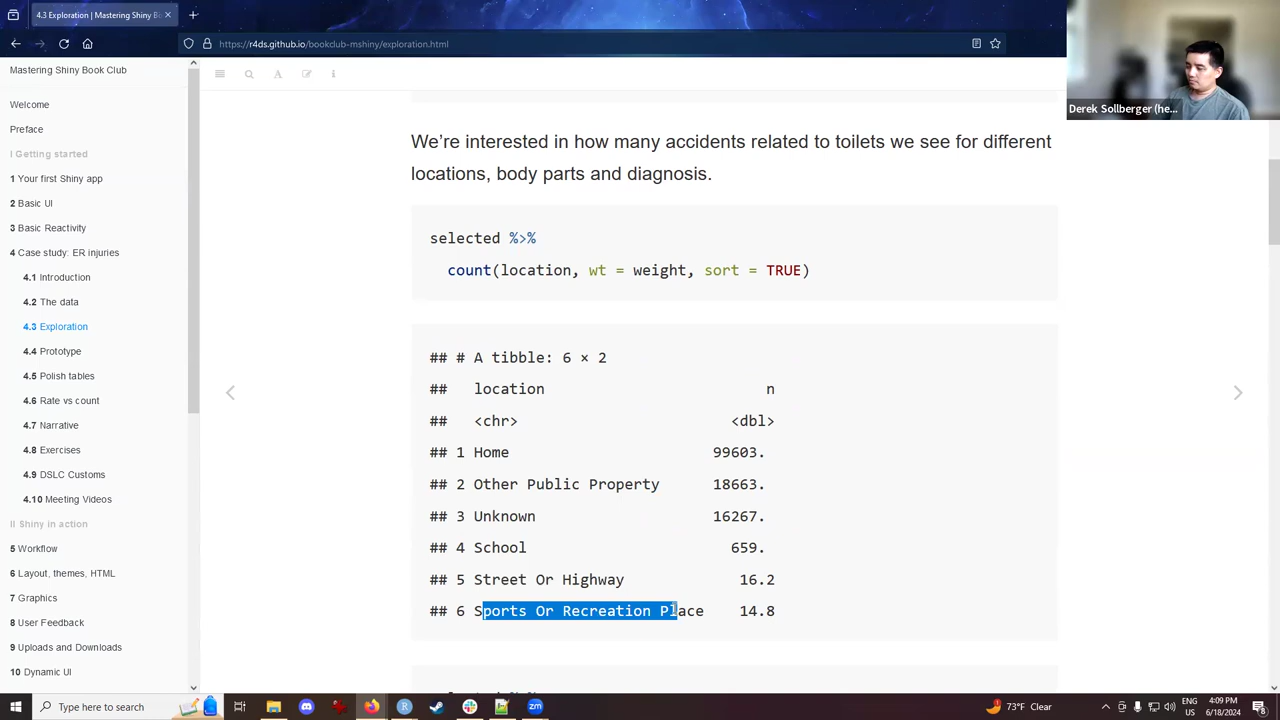 4.3 Exploration | Mastering Shiny Bo
https://r4ds.github.io/bookclub-mshiny/exploration.html
Derek Sollberger (he...
Mastering Shiny Book Club
Welcome
Preface
I Getting started
1 Your first Shiny app
2 Basic UI
3 Basic Reactivity
4 Case study: ER injuries
4.1 Introduction
4.2 The data
4.3 Exploration
4.4 Prototype
4.5 Polish tables
4.6 Rate vs count
4.7 Narrative
4.8 Exercises
4.9 DSLC Customs
4.10 Meeting Videos
II Shiny in action
5 Workflow
6 Layout, themes, HTML
7 Graphics
8 User Feedback
9 Uploads and Downloads
10 Dynamic UI
We’re interested in how many accidents related to toilets we see for different
locations, body parts and diagnosis.
selected %>%
count(location, wt = weight, sort = TRUE)
## # A tibble: 6 × 2
## location n
## <chr> <dbl>
## 1 Home 99603.
## 2 Other Public Property 18663.
## 3 Unknown 16267.
## 4 School 659.
## 5 Street Or Highway 16.2
## 6 Sports Or Recreation Place 14.8
Type here to search
73°F Clear
ENG
US
4:09 PM
6/18/2024